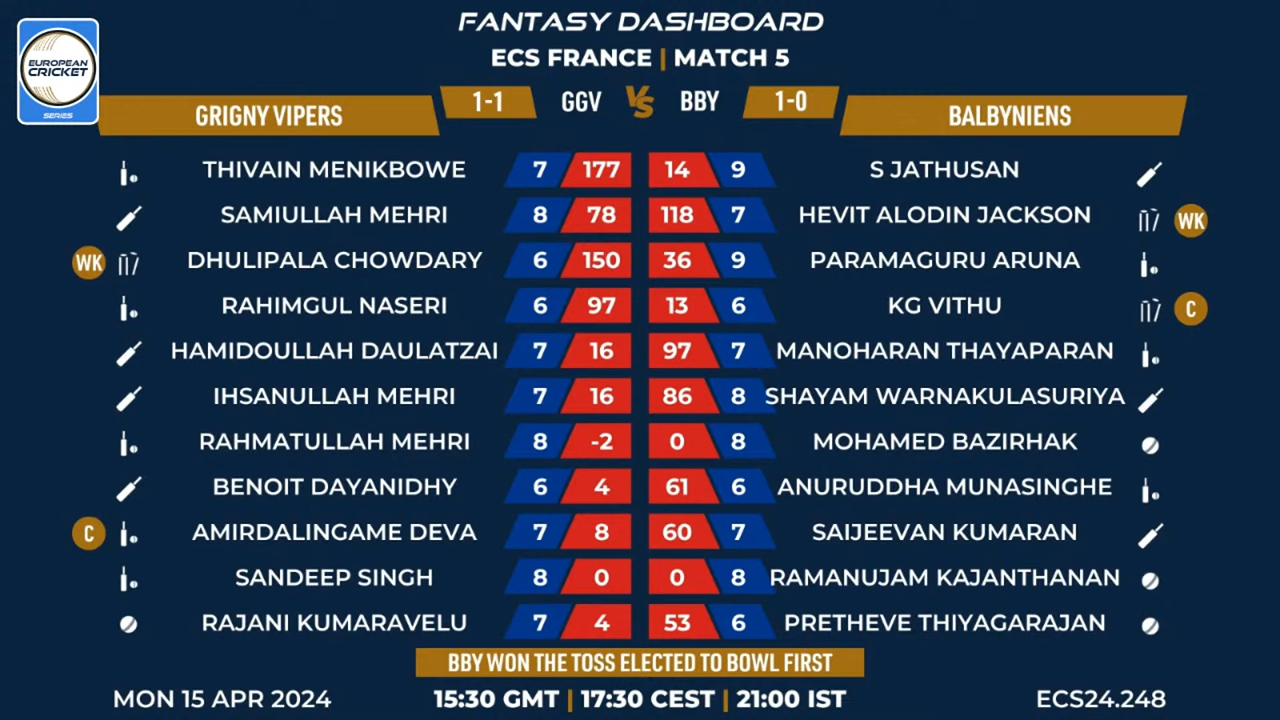 FANTASY DASHBOARD
ECS FRANCE | MATCH 5
EUROPEAN
CRICKET
SERIES
GRIGNY VIPERS 1-1 GGV VS BBY 1-0 BALBYNIENS
THIVAIN MENIKBOWE 7 177 14 9 S JATHUSAN
SAMIULLAH MEHRI 8 78 118 7 HEVIT ALODIN JACKSON WK
WK DHULIPALA CHOWDARY 6 150 36 9 PARAMAGURU ARUNA
RAHIMGUL NASERI 6 97 13 6 KG VITHU C
HAMIDOULLAH DAULATZAI 7 16 97 7 MANOHARAN THAYAPARAN
IHSANULLAH MEHRI 7 16 86 8 SHAYAM WARNAKULASURIYA
RAHMATULLAH MEHRI 8 -2 0 8 MOHAMED BAZIRHAK
BENOIT DAYANIDHY 6 4 61 6 ANURUDDHA MUNASINGHE
C AMIRDALINGAME DEVA 7 8 60 7 SAIJEEVAN KUMARAN
SANDEEP SINGH 8 0 0 8 RAMANUJAM KAJANTHANAN
RAJANI KUMARAVELU 7 4 53 6 PRETHEVE THIYAGARAJAN
BBY WON THE TOSS ELECTED TO BOWL FIRST
MON 15 APR 2024 15:30 GMT | 17:30 CEST | 21:00 IST ECS24.248